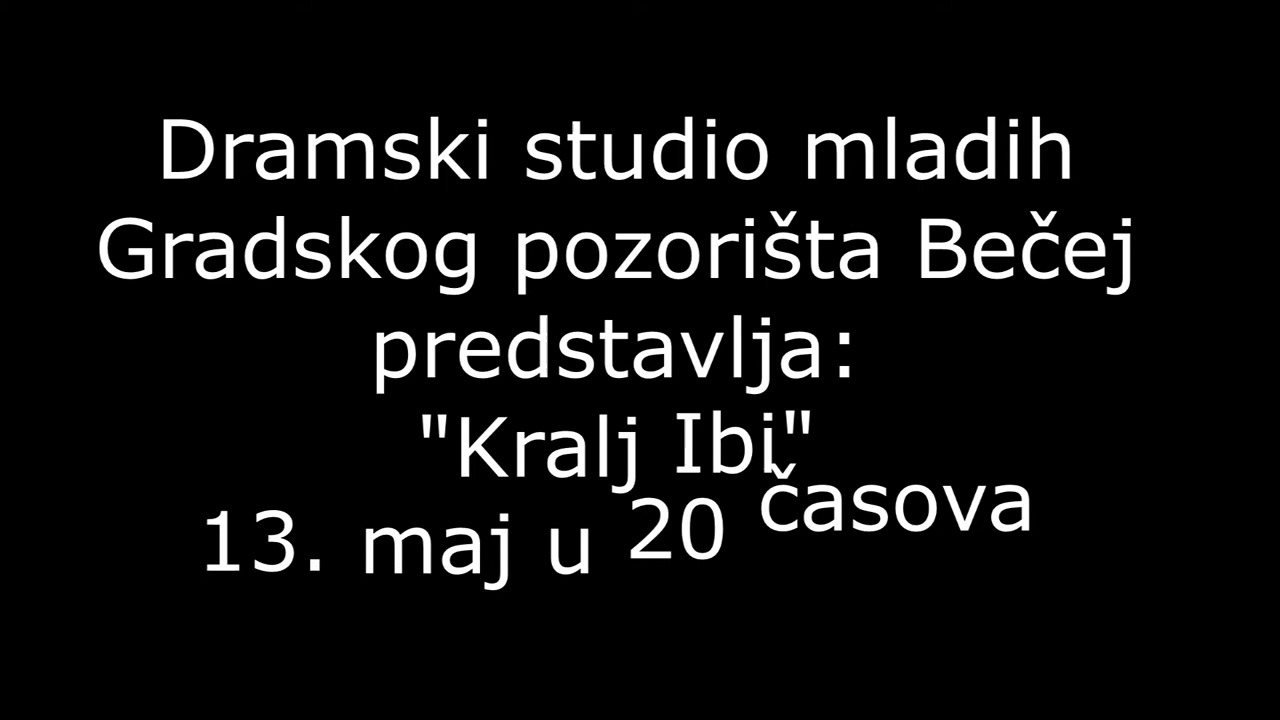 Dramski studio mladih
Gradskog pozorišta Bečej
predstavlja:
"Kralj Ibi"
13. maj u 20 časova